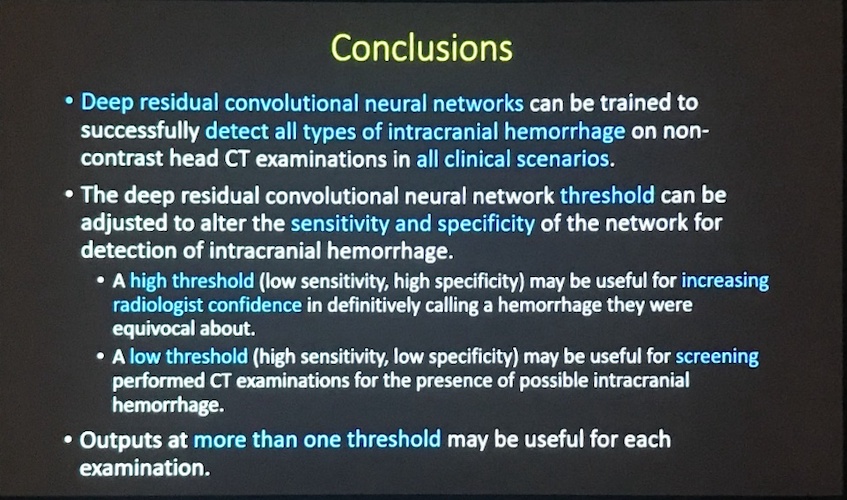 Conclusions
• Deep residual convolutional neural networks can be trained to
successfully detect all types of intracranial hemorrhage on non-
contrast head CT examinations in all clinical scenarios.
• The deep residual convolutional neural network threshold can be
adjusted to alter the sensitivity and specificity of the network for
detection of intracranial hemorrhage.
• A high threshold (low sensitivity, high specificity) may be useful for increasing
radiologist confidence in definitively calling a hemorrhage they were
equivocal about.
• A low threshold (high sensitivity, low specificity) may be useful for screening
performed CT examinations for the presence of possible intracranial
hemorrhage.
• Outputs at more than one threshold may be useful for each
examination.